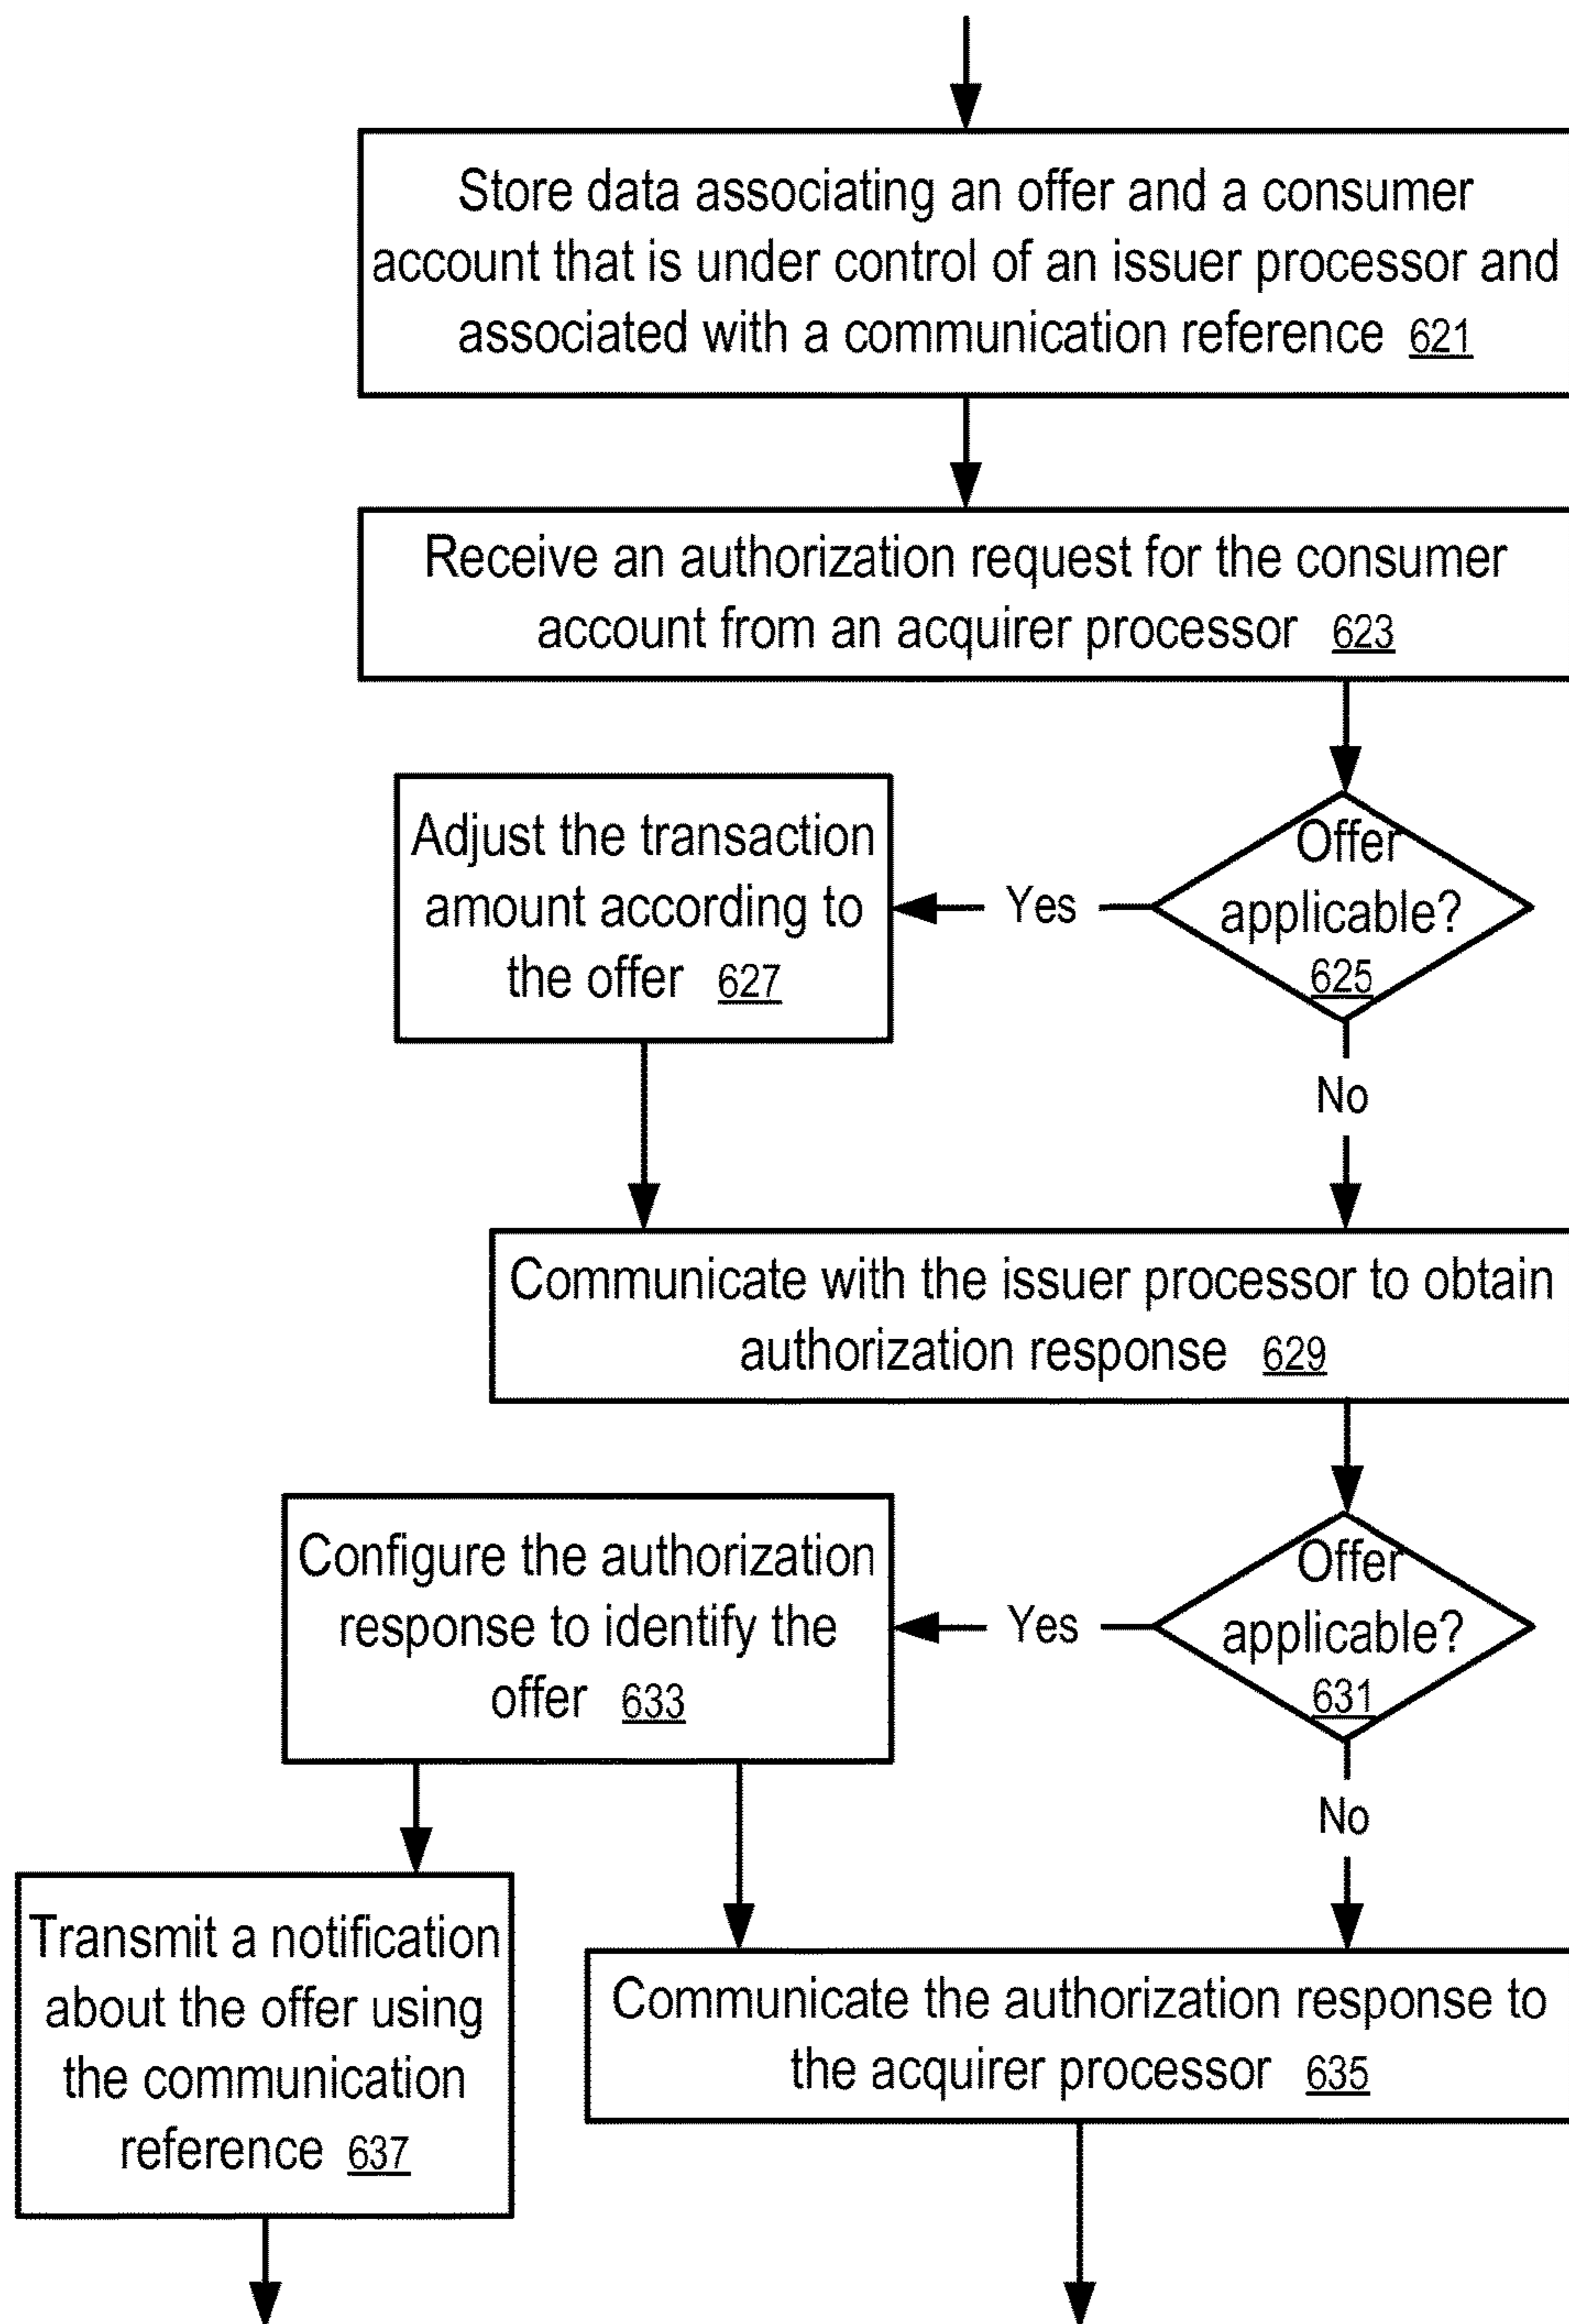 Store data associating an offer and a consumer
account that is under control of an issuer processor and
associated with a communication reference 621
Receive an authorization request for the consumer
account from an acquirer processor 623
Offer
applicable?
625
Yes
Adjust the transaction
amount according to
the offer 627
No
Communicate with the issuer processor to obtain
authorization response 629
Offer
applicable?
631
Yes
Configure the authorization
response to identify the
offer 633
No
Transmit a notification
about the offer using
the communication
reference 637
Communicate the authorization response to
the acquirer processor 635